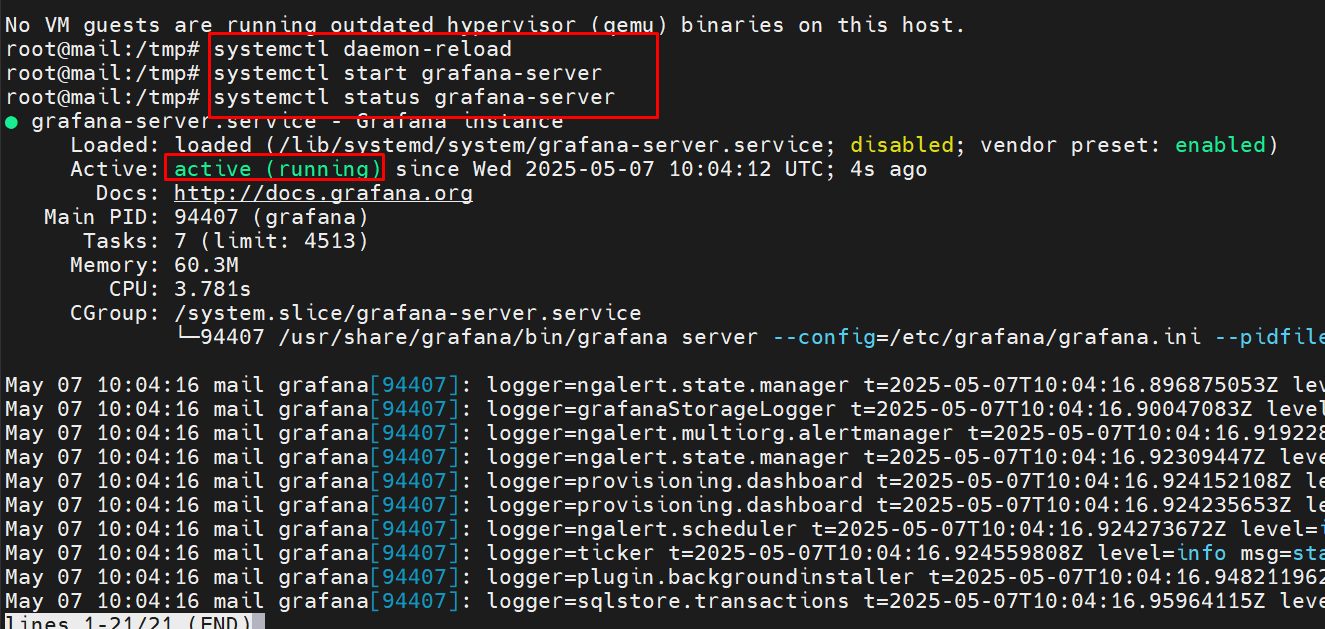 No VM guests are running outdated hypervisor (qemu) binaries on this host.
root@mail:/tmp# systemctl daemon-reload
root@mail:/tmp# systemctl start grafana-server
root@mail:/tmp# systemctl status grafana-server
● grafana-server.service - Grafana instance
Loaded: loaded (/lib/systemd/system/grafana-server.service; disabled; vendor preset: enabled)
Active: active (running) since Wed 2025-05-07 10:04:12 UTC; 4s ago
Docs: http://docs.grafana.org
Main PID: 94407 (grafana)
Tasks: 7 (limit: 4513)
Memory: 60.3M
CPU: 3.781s
CGroup: /system.slice/grafana-server.service
└─94407 /usr/share/grafana/bin/grafana server --config=/etc/grafana/grafana.ini --pidfile
May 07 10:04:16 mail grafana[94407]: logger=ngalert.state.manager t=2025-05-07T10:04:16.896875053Z lev
May 07 10:04:16 mail grafana[94407]: logger=grafanaStorageLogger t=2025-05-07T10:04:16.90047083Z level
May 07 10:04:16 mail grafana[94407]: logger=ngalert.multiorg.alertmanager t=2025-05-07T10:04:16.919228
May 07 10:04:16 mail grafana[94407]: logger=ngalert.state.manager t=2025-05-07T10:04:16.92309447Z leve
May 07 10:04:16 mail grafana[94407]: logger=provisioning.dashboard t=2025-05-07T10:04:16.924152108Z le
May 07 10:04:16 mail grafana[94407]: logger=provisioning.dashboard t=2025-05-07T10:04:16.924235653Z le
May 07 10:04:16 mail grafana[94407]: logger=ngalert.scheduler t=2025-05-07T10:04:16.924273672Z level=i
May 07 10:04:16 mail grafana[94407]: logger=ticker t=2025-05-07T10:04:16.924559808Z level=info msg=sta
May 07 10:04:16 mail grafana[94407]: logger=plugin.backgroundinstaller t=2025-05-07T10:04:16.948211962
May 07 10:04:16 mail grafana[94407]: logger=sqlstore.transactions t=2025-05-07T10:04:16.95964115Z leve
lines 1-21/21 (END)